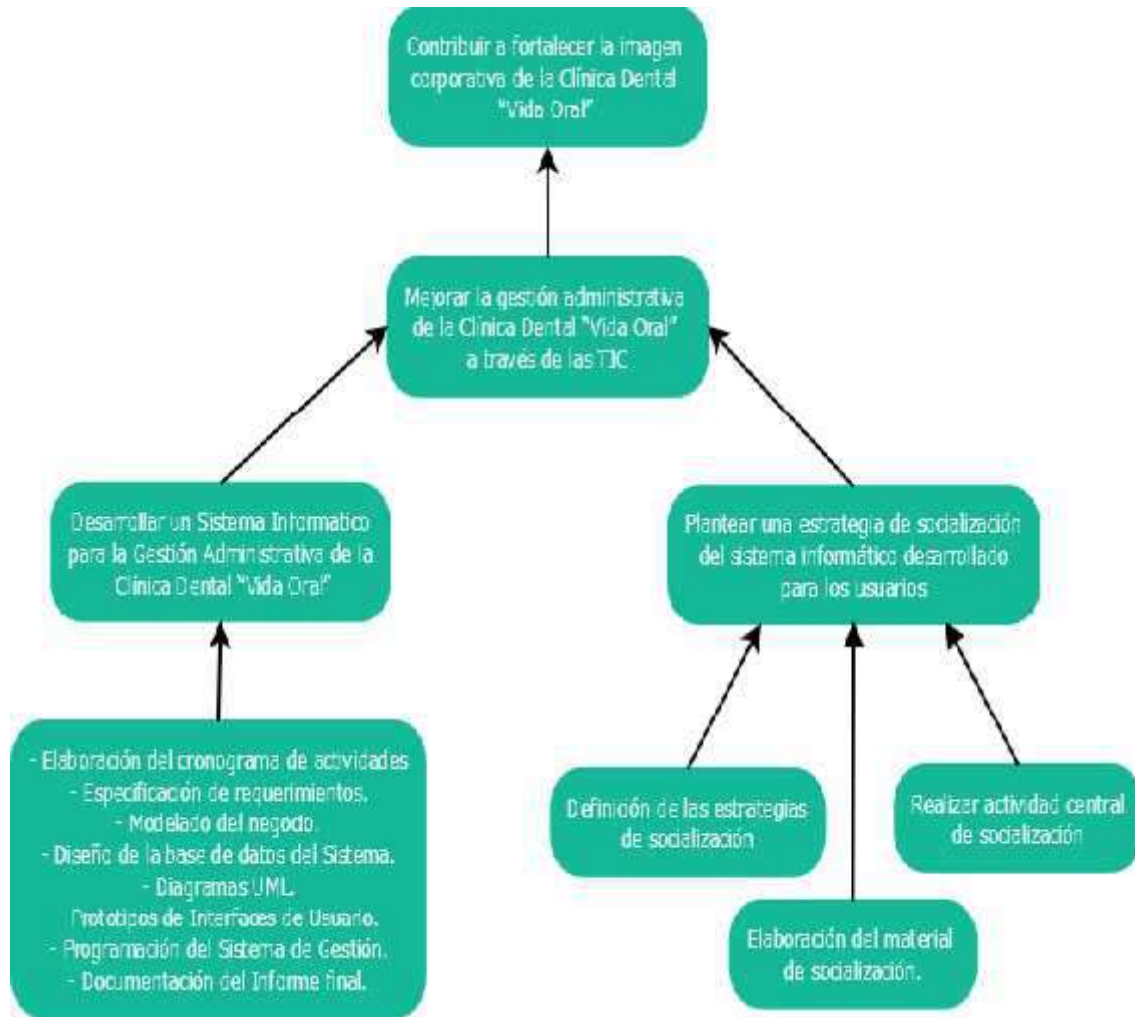 Contribuir a fortalecer la imagen
corporativa de la Clínica Dental
"Vida Oral"
Mejorar la gestión administrativa
de la Clínica Dental "Vida Oral"
a través de las TIC
Desarrollar un Sistema Informático
para la Gestión Administrativa de la
Clínica Dental "Vida Oral"
Plantear una estrategia de socialización
del sistema informático desarrollado
para los usuarios
- Elaboración del cronograma de actividades
- Especificación de requerimientos.
- Modelado del negocio.
- Diseño de la base de datos del Sistema.
- Diagramas UML.
Prototipos de Interfaces de Usuario.
- Programación del Sistema de Gestión.
- Documentación del Informe final.
Definición de las estrategias
de socialización
Realizar actividad central
de socialización
Elaboración del material
de socialización.